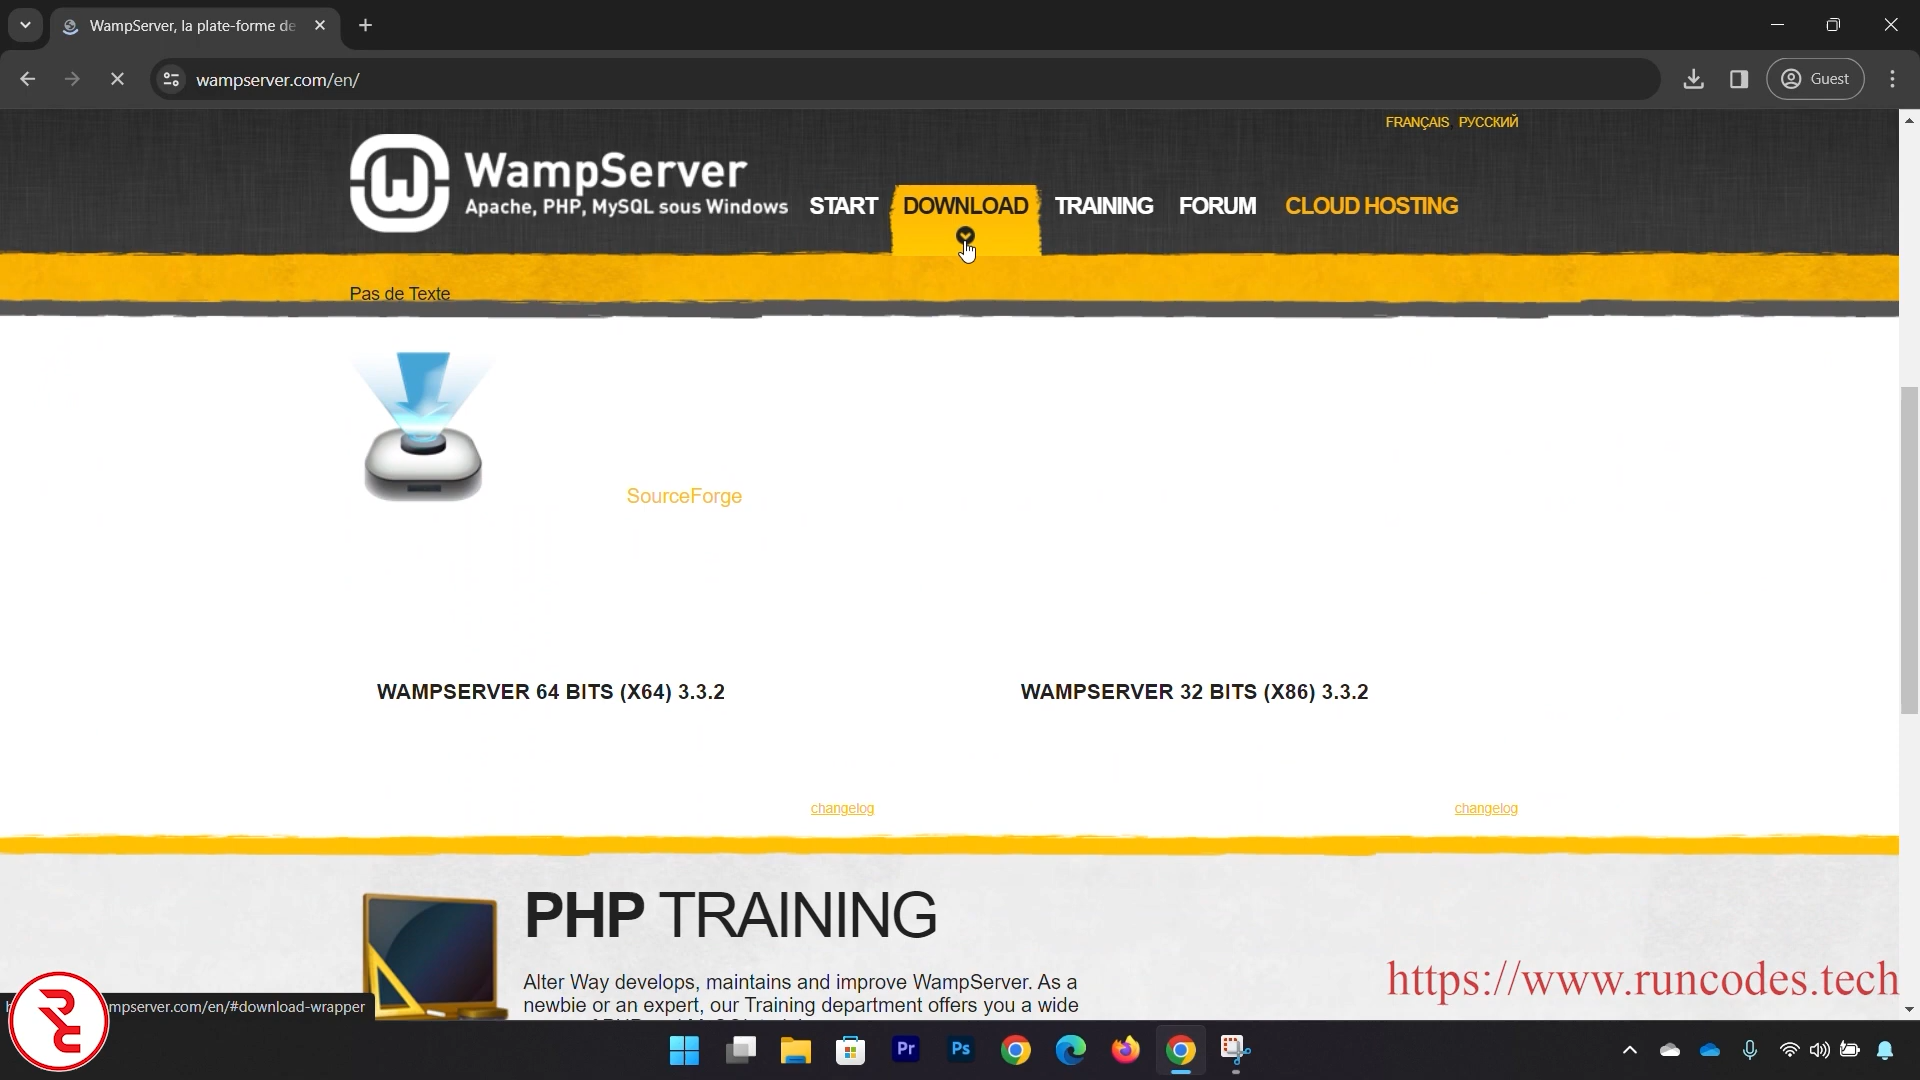 WampServer, la plate-forme de
wampserver.com/en/
Guest
FRANÇAIS РУССКИЙ
WampServer
Apache, PHP, MySQL sous Windows
START DOWNLOAD TRAINING FORUM CLOUD HOSTING
Pas de Texte
SourceForge
WAMPSERVER 64 BITS (X64) 3.3.2
WAMPSERVER 32 BITS (X86) 3.3.2
changelog
changelog
PHP TRAINING
Alter Way develops, maintains and improve WampServer. As a
newbie or an expert, our Training department offers you a wide
https://www.runcodes.tech
mpserver.com/en/#download-wrapper
Pr
Ps